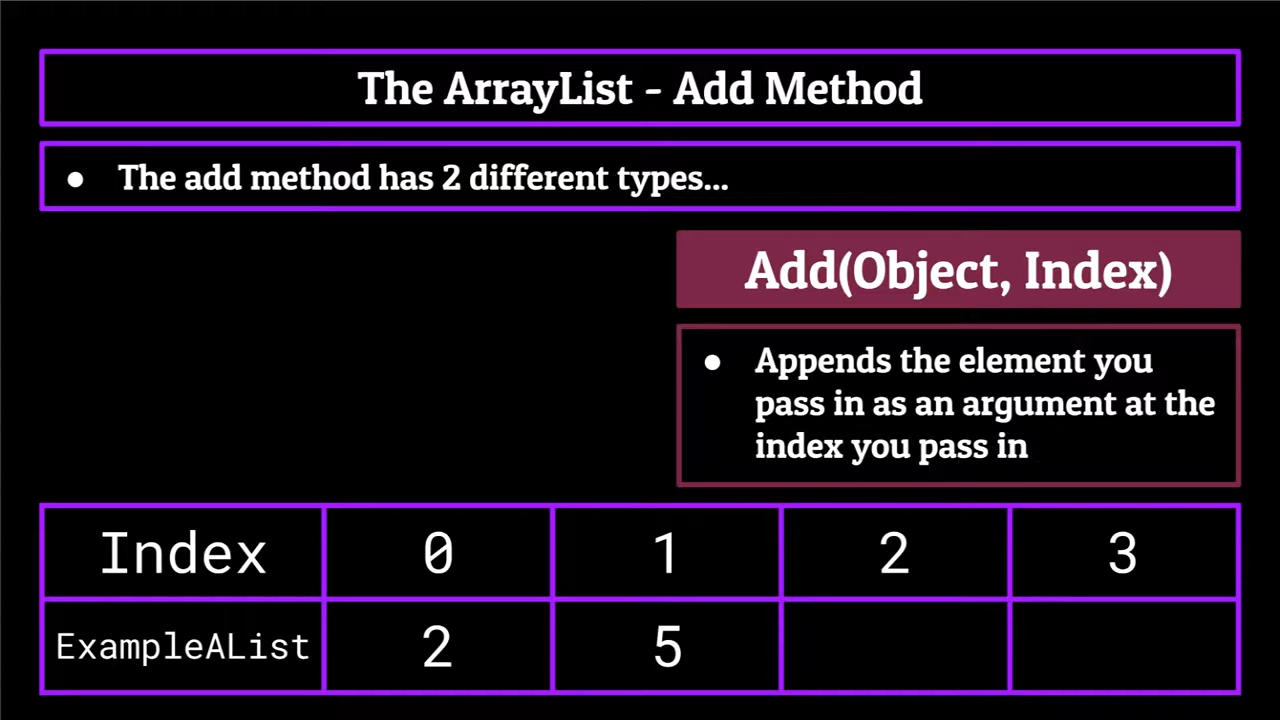 The ArrayList - Add Method
● The add method has 2 different types...
Add(Object, Index)
● Appends the element you
pass in as an argument at the
index you pass in
Index 0 1 2 3
ExampleAList 2 5